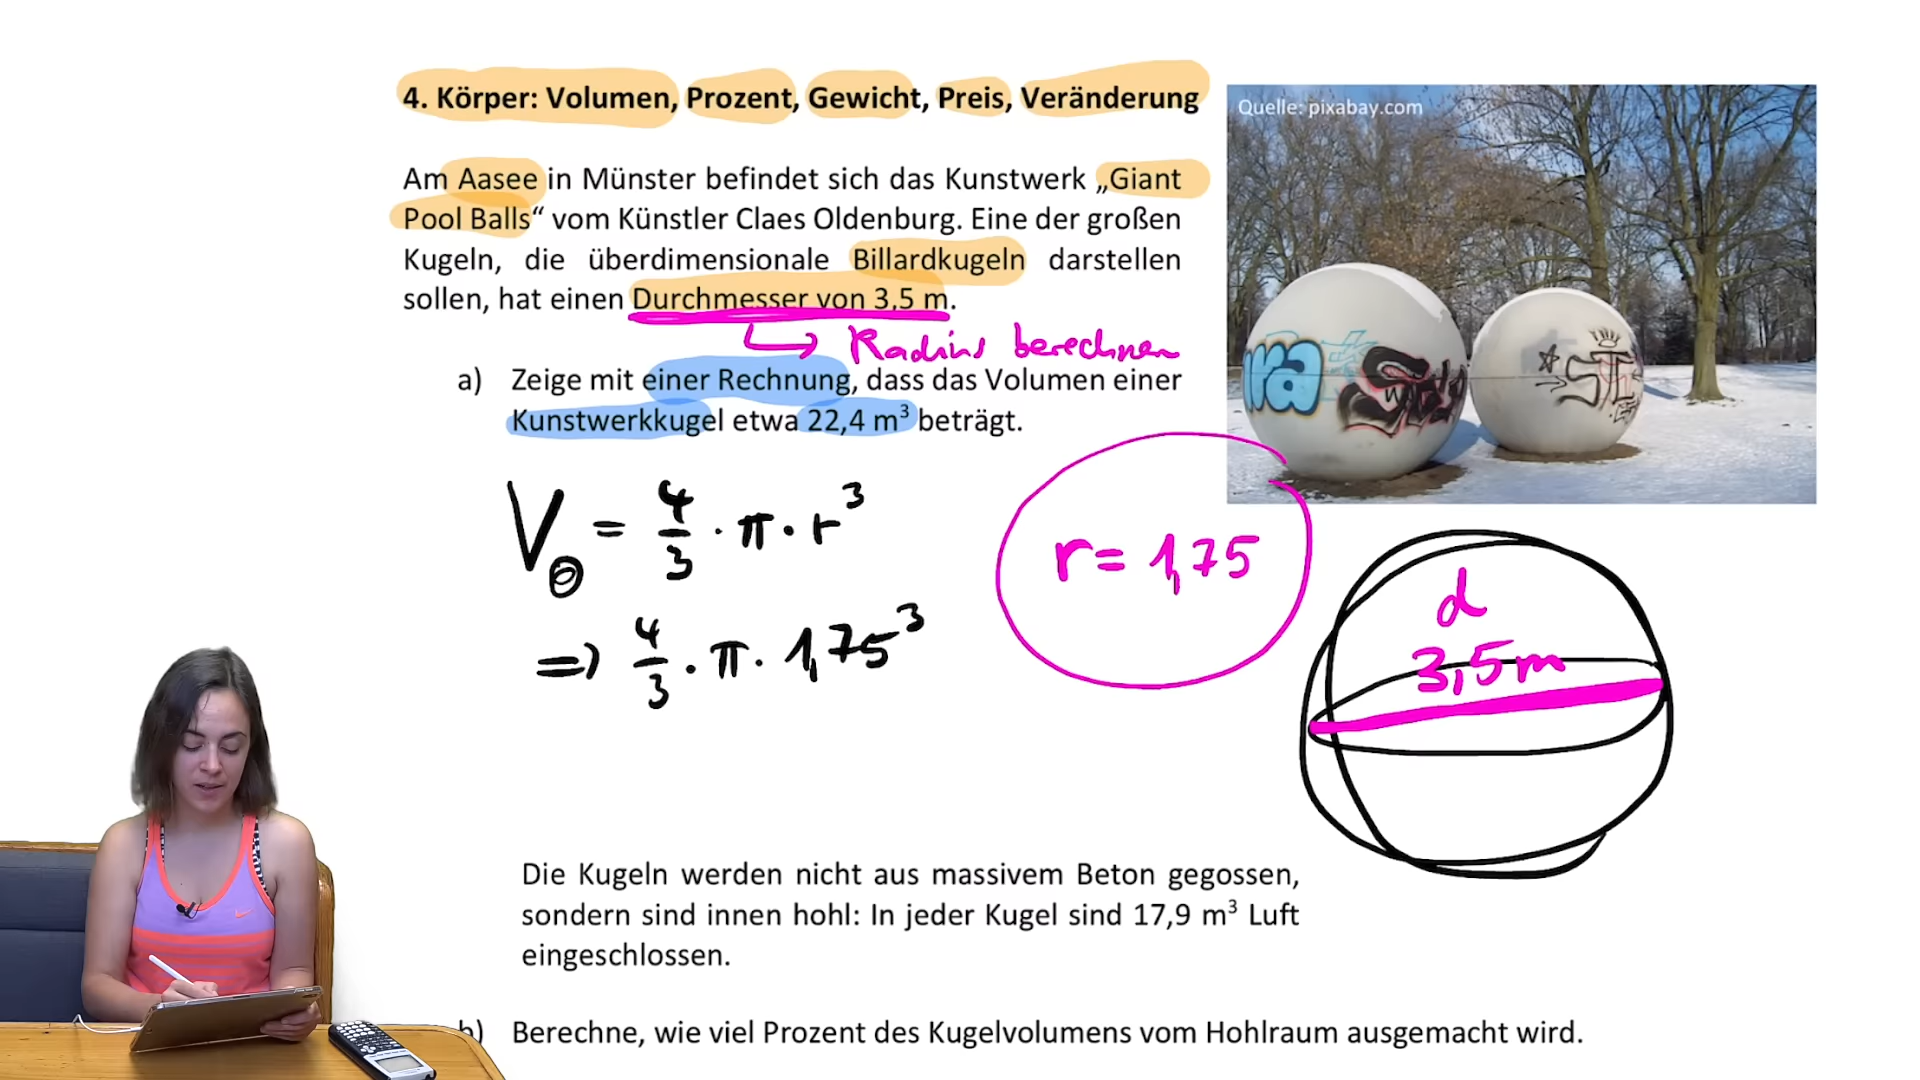 4. Körper: Volumen, Prozent, Gewicht, Preis, Veränderung
Quelle: pixabay.com
Am Aasee in Münster befindet sich das Kunstwerk „Giant
Pool Balls“ vom Künstler Claes Oldenburg. Eine der großen
Kugeln, die überdimensionale Billardkugeln darstellen
sollen, hat einen Durchmesser von 3,5 m.
Radius berechnen
a) Zeige mit einer Rechnung, dass das Volumen einer
Kunstwerkkugel etwa 22,4 m³ beträgt.
V = 4/3 · π · r³
r = 1,75
d
3,5 m
=> 4/3 · π · 1,75³
Die Kugeln werden nicht aus massivem Beton gegossen,
sondern sind innen hohl: In jeder Kugel sind 17,9 m³ Luft
eingeschlossen.
b) Berechne, wie viel Prozent des Kugelvolumens vom Hohlraum ausgemacht wird.